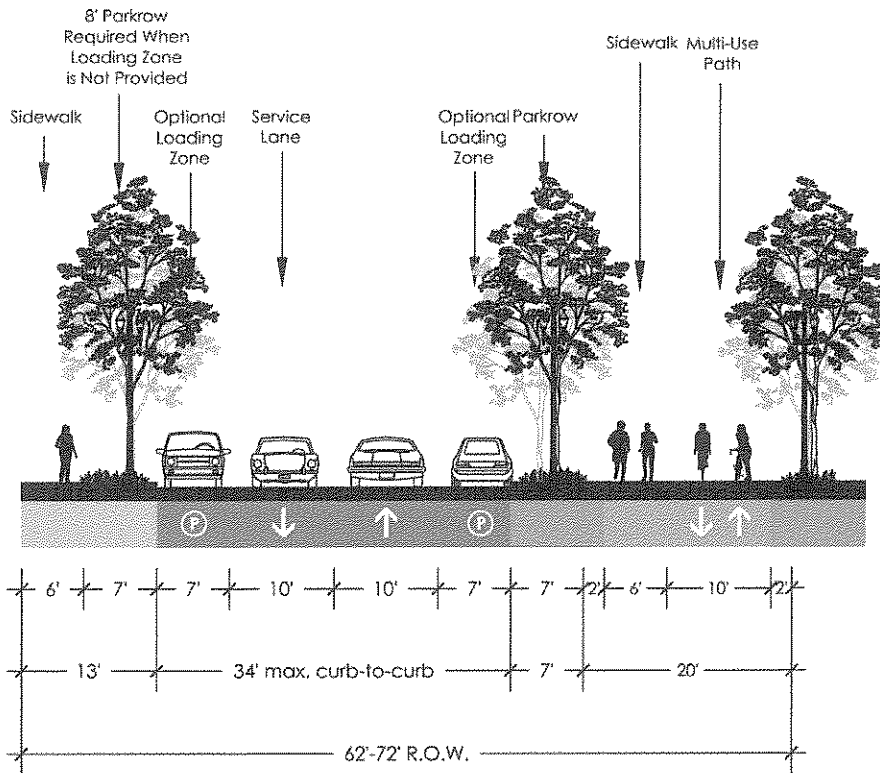 8' Parkrow
Required When
Loading Zone
is Not Provided
Sidewalk
Optional
Loading
Zone
Service
Lane
Optional
Loading
Zone
Parkrow
Sidewalk
Multi-Use
Path
P
P
6' 7' 7' 10' 10' 7' 7' 2' 6' 10' 2'
13' 34' max. curb-to-curb 7' 20'
62'-72' R.O.W.